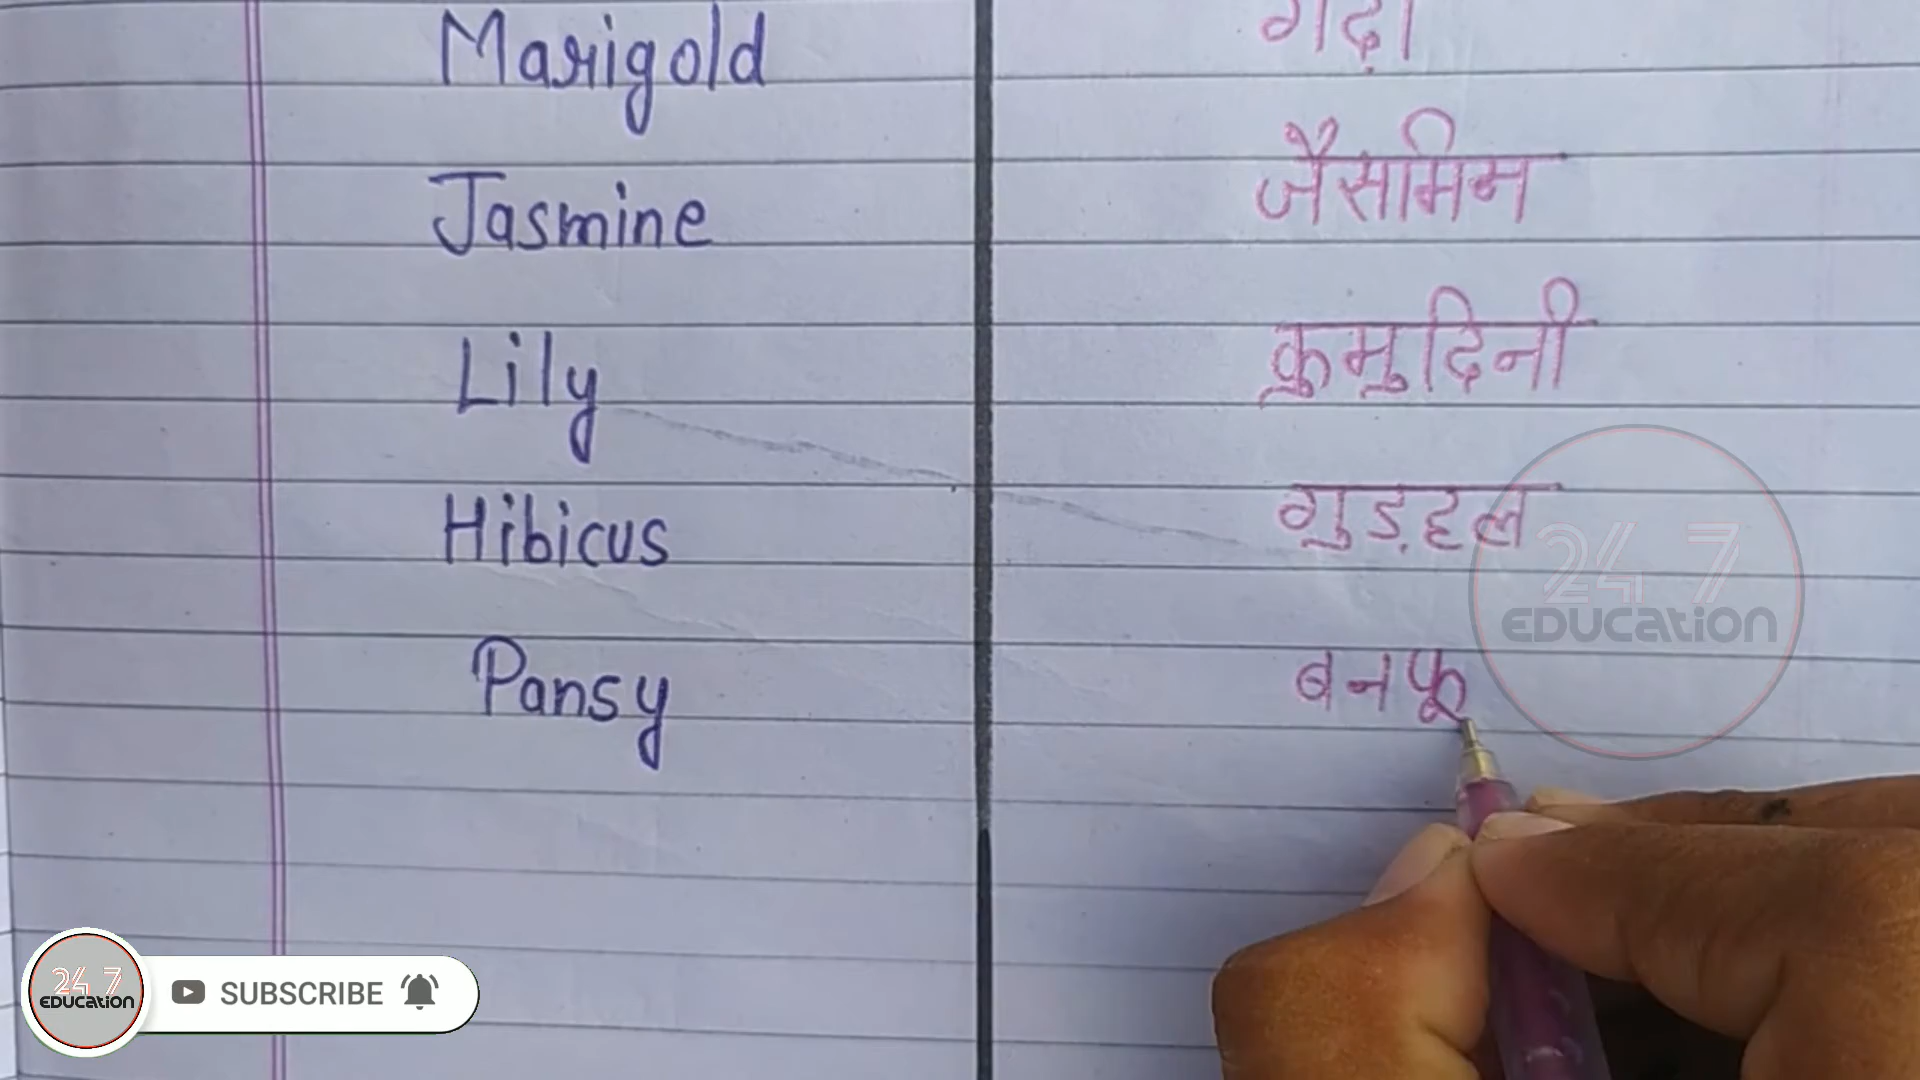 Marigold गेंदा
Jasmine जैसमिन
Lily कुमुदिनी
Hibicus गुड़हल
24 7
EDUCATION
Pansy बनफू
24 7
EDUCATION
SUBSCRIBE